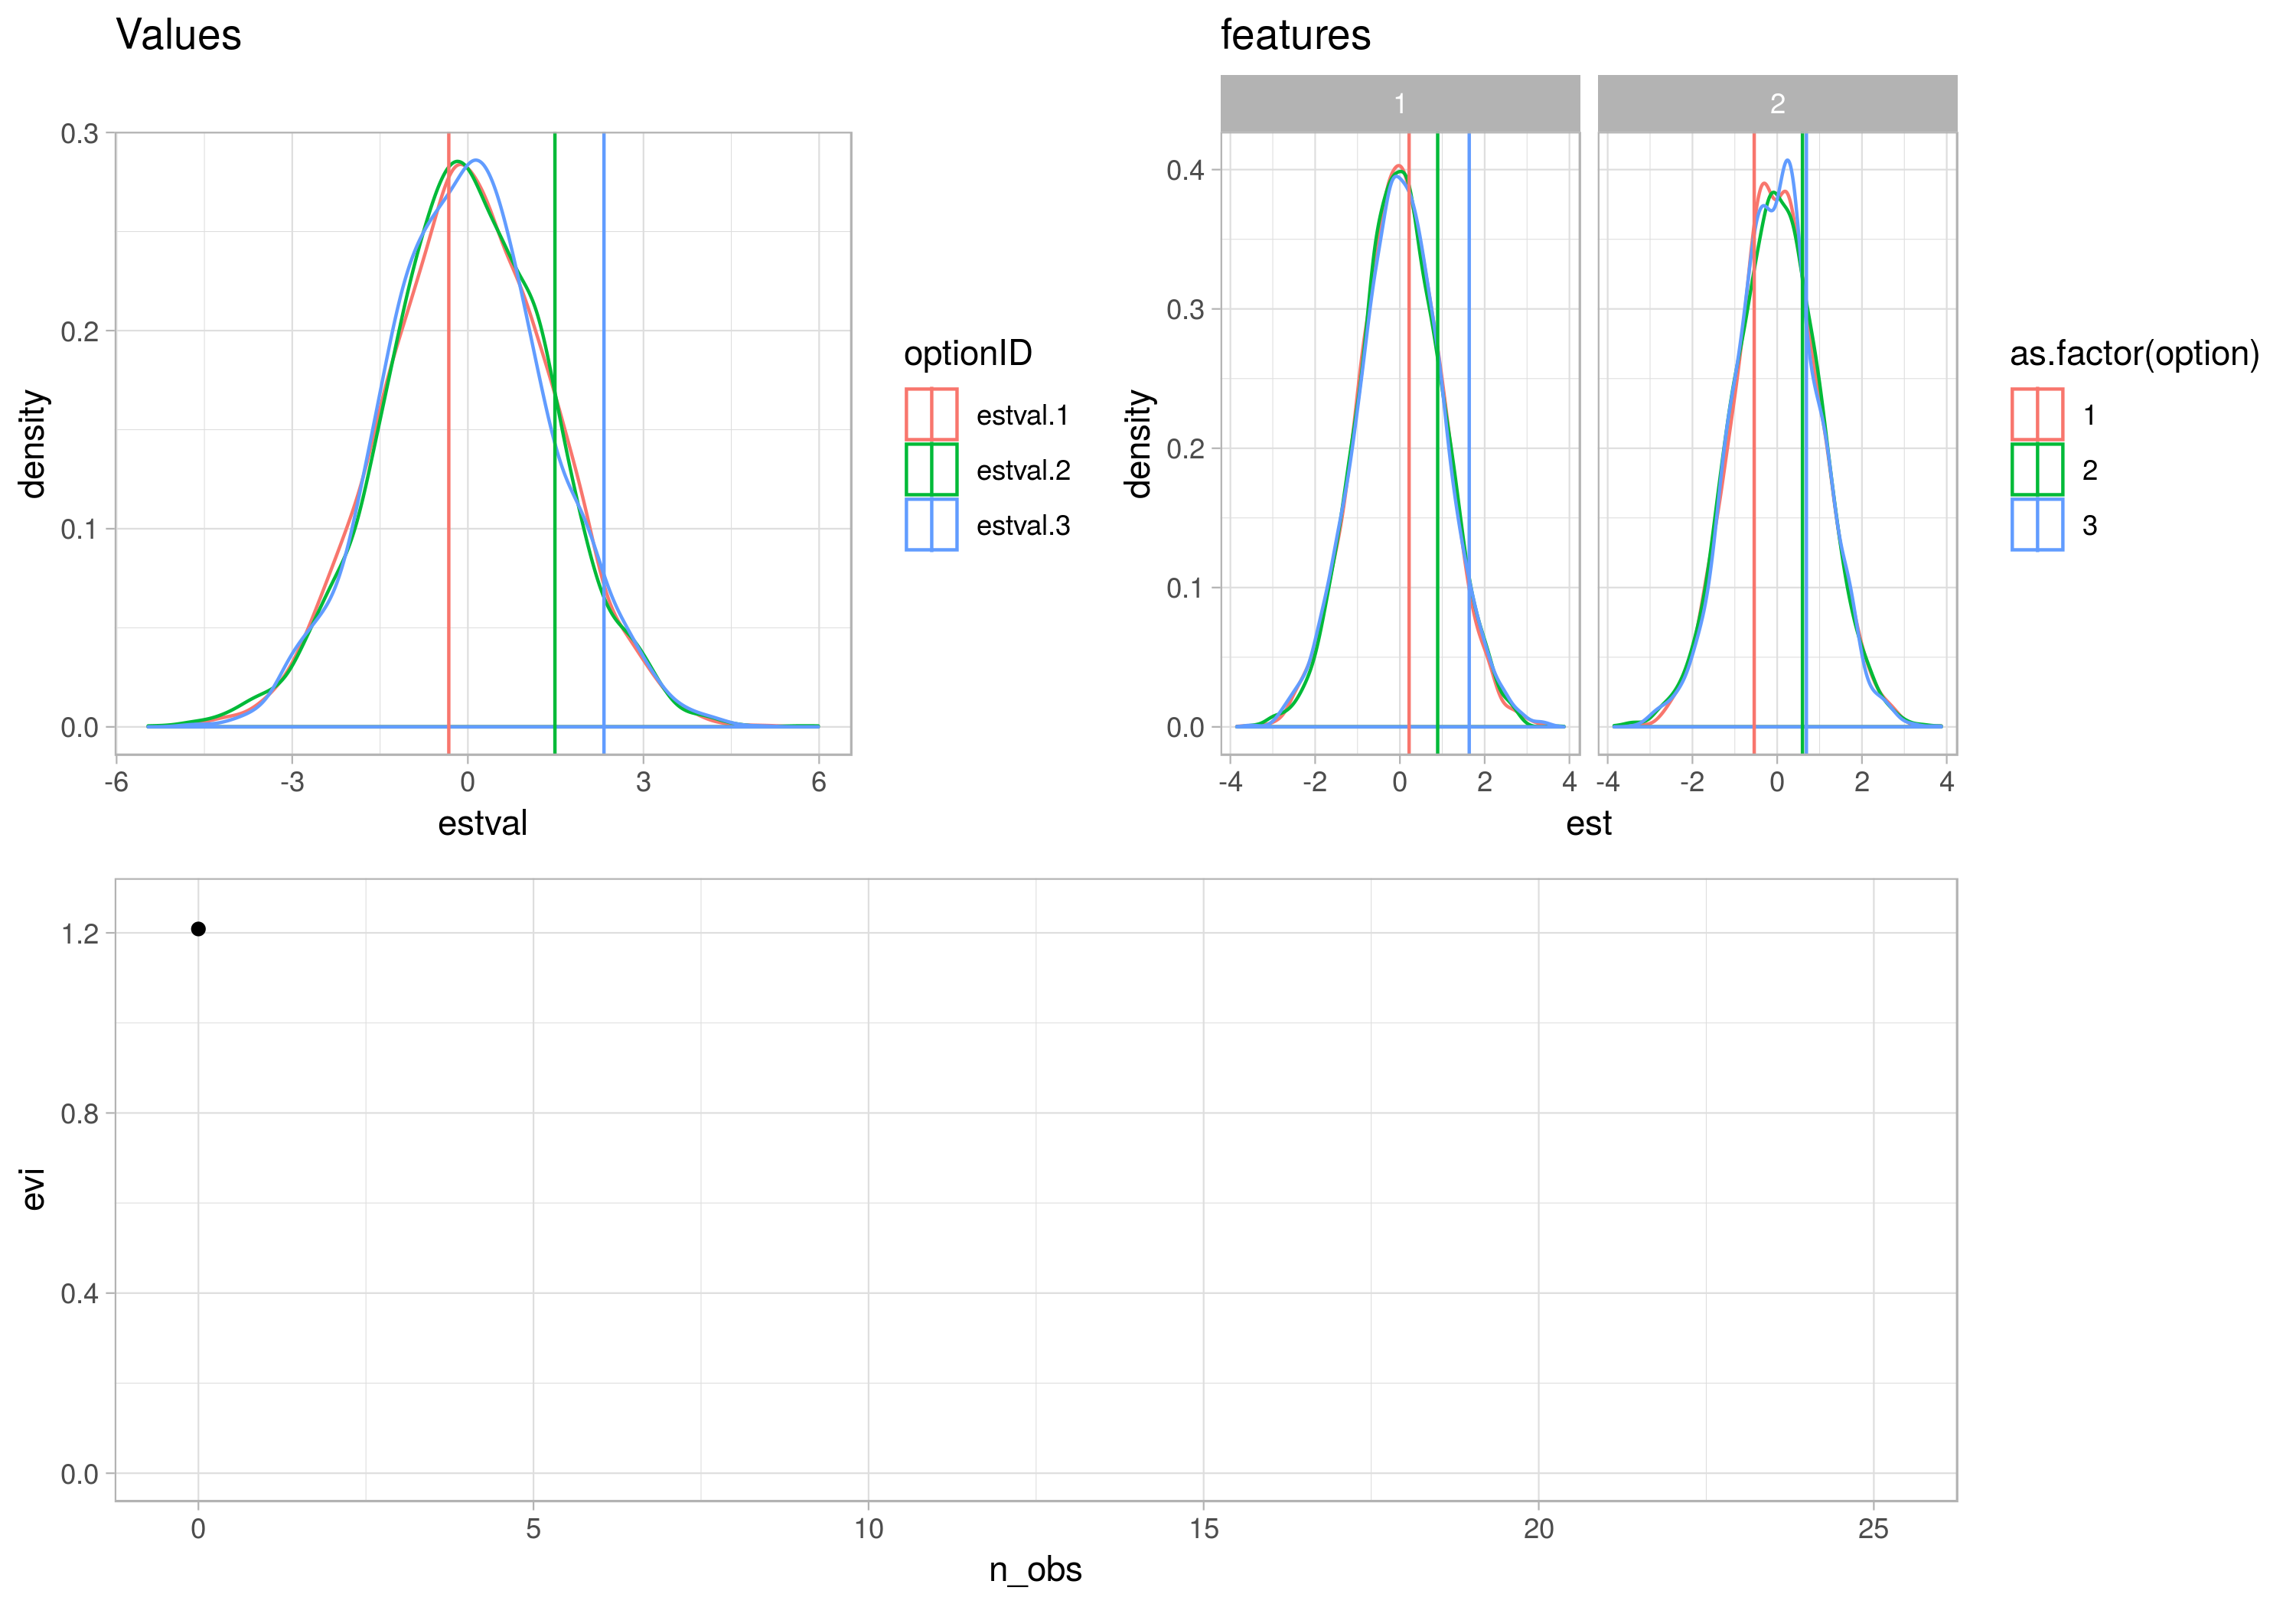 Values
0.3
0.2
0.1
0.0
density
-6 -3 0 3 6
estval
optionID
estval.1
estval.2
estval.3
features
1 2
0.4
0.3
0.2
0.1
0.0
density
-4 -2 0 2 4 -4 -2 0 2 4
est
as.factor(option)
1
2
3
1.2
0.8
0.4
0.0
evi
0 5 10 15 20 25
n_obs